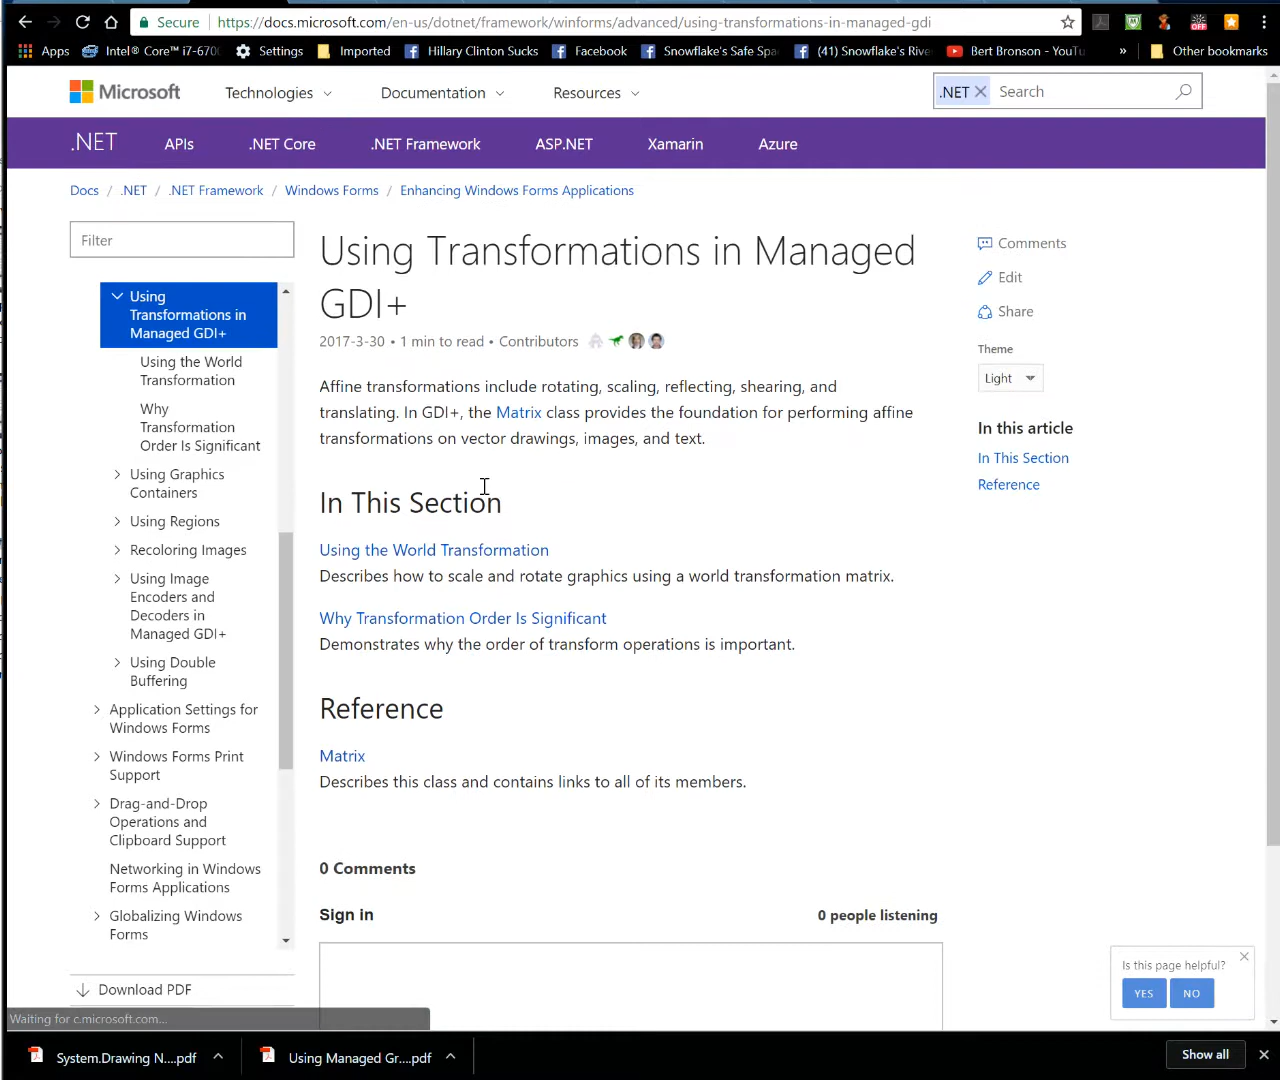 Secure
https://docs.microsoft.com/en-us/dotnet/framework/winforms/advanced/using-transformations-in-managed-gdi
Apps
Intel® Core™ i7-670
Settings
Imported
Hillary Clinton Sucks
Facebook
Snowflake's Safe Spa
(41) Snowflake's Rive
Bert Bronson - YouTu
»
Other bookmarks
Microsoft
Technologies
Documentation
Resources
.NET
Search
.NET
APIs
.NET Core
.NET Framework
ASP.NET
Xamarin
Azure
Docs / .NET / .NET Framework / Windows Forms / Enhancing Windows Forms Applications
Filter
Using
Transformations in
Managed GDI+
Using the World
Transformation
Why
Transformation
Order Is Significant
Using Graphics
Containers
Using Regions
Recoloring Images
Using Image
Encoders and
Decoders in
Managed GDI+
Using Double
Buffering
Application Settings for
Windows Forms
Windows Forms Print
Support
Drag-and-Drop
Operations and
Clipboard Support
Networking in Windows
Forms Applications
Globalizing Windows
Forms
Download PDF
Using Transformations in Managed
GDI+
2017-3-30 • 1 min to read • Contributors
Affine transformations include rotating, scaling, reflecting, shearing, and
translating. In GDI+, the Matrix class provides the foundation for performing affine
transformations on vector drawings, images, and text.
In This Section
Using the World Transformation
Describes how to scale and rotate graphics using a world transformation matrix.
Why Transformation Order Is Significant
Demonstrates why the order of transform operations is important.
Reference
Matrix
Describes this class and contains links to all of its members.
0 Comments
Sign in
0 people listening
Comments
Edit
Share
Theme
Light
In this article
In This Section
Reference
Is this page helpful?
YES
NO
Waiting for c.microsoft.com...
System.Drawing N....pdf
Using Managed Gr....pdf
Show all